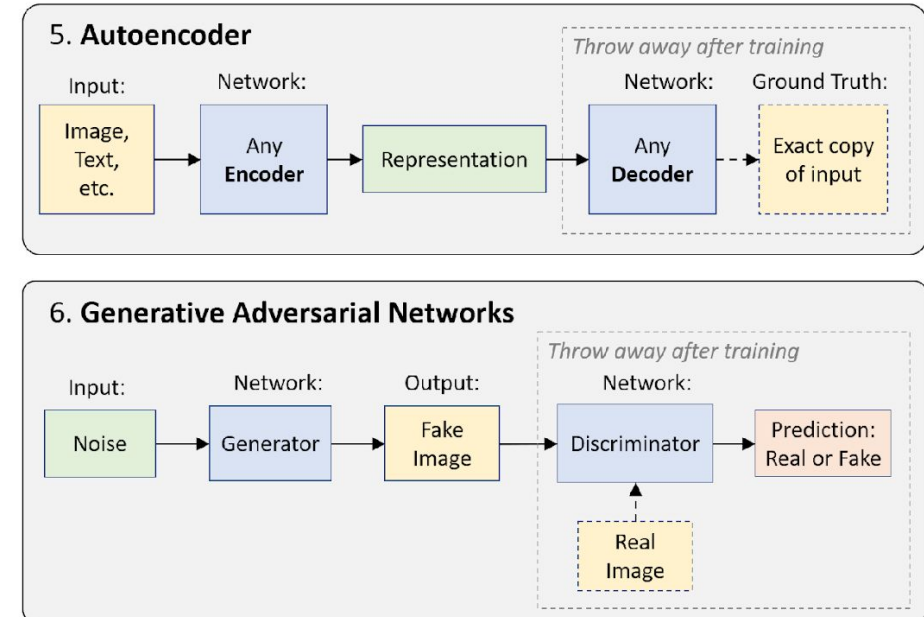 5. Autoencoder
Throw away after training
Input:
Network:
Network:
Ground Truth:
Image,
Text,
etc.
Any
Encoder
Representation
Any
Decoder
Exact copy
of input
6. Generative Adversarial Networks
Throw away after training
Input:
Network:
Output:
Network:
Noise
Generator
Fake
Image
Discriminator
Prediction:
Real or Fake
Real
Image